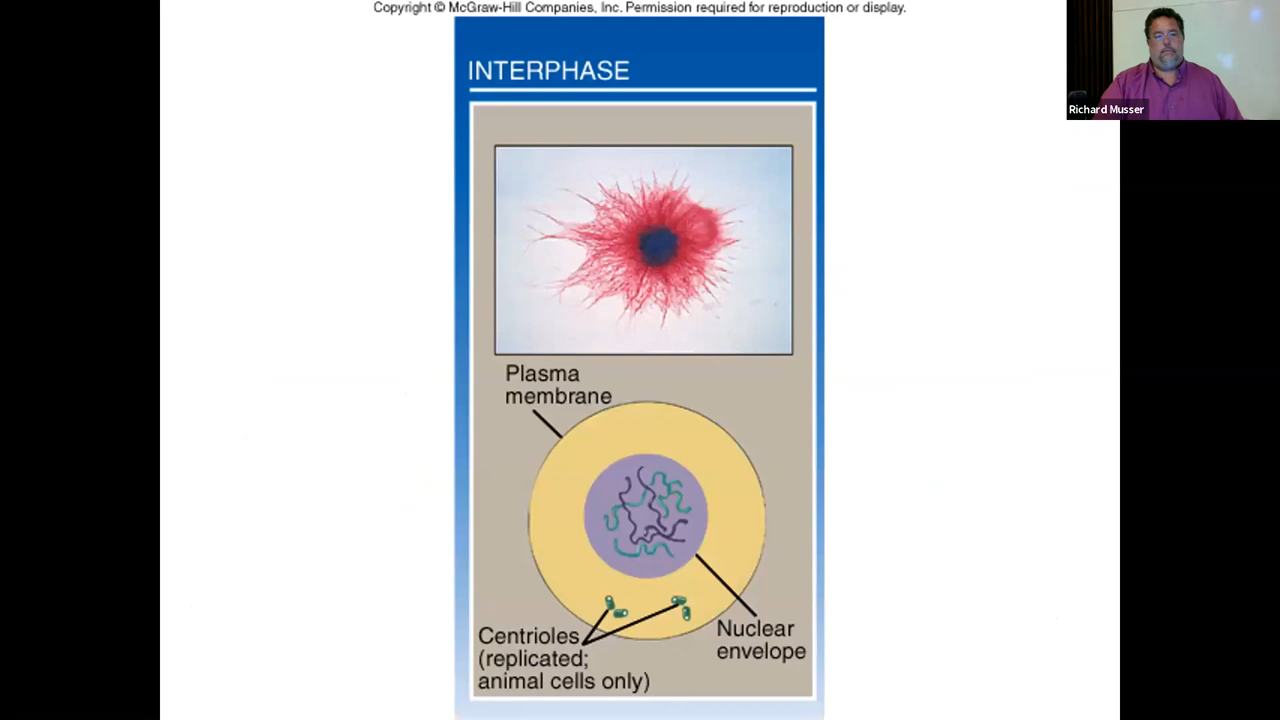 Copyright © McGraw-Hill Companies, Inc. Permission required for reproduction or display.
INTERPHASE
Richard Musser
Plasma
membrane
Centrioles
(replicated;
animal cells only)
Nuclear
envelope